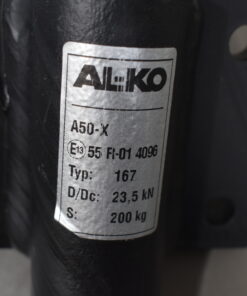 AL-KO
A50-X
E13 55 R-01 4096
Typ: 167
D/Dc: 23,5 kN
S: 200 kg